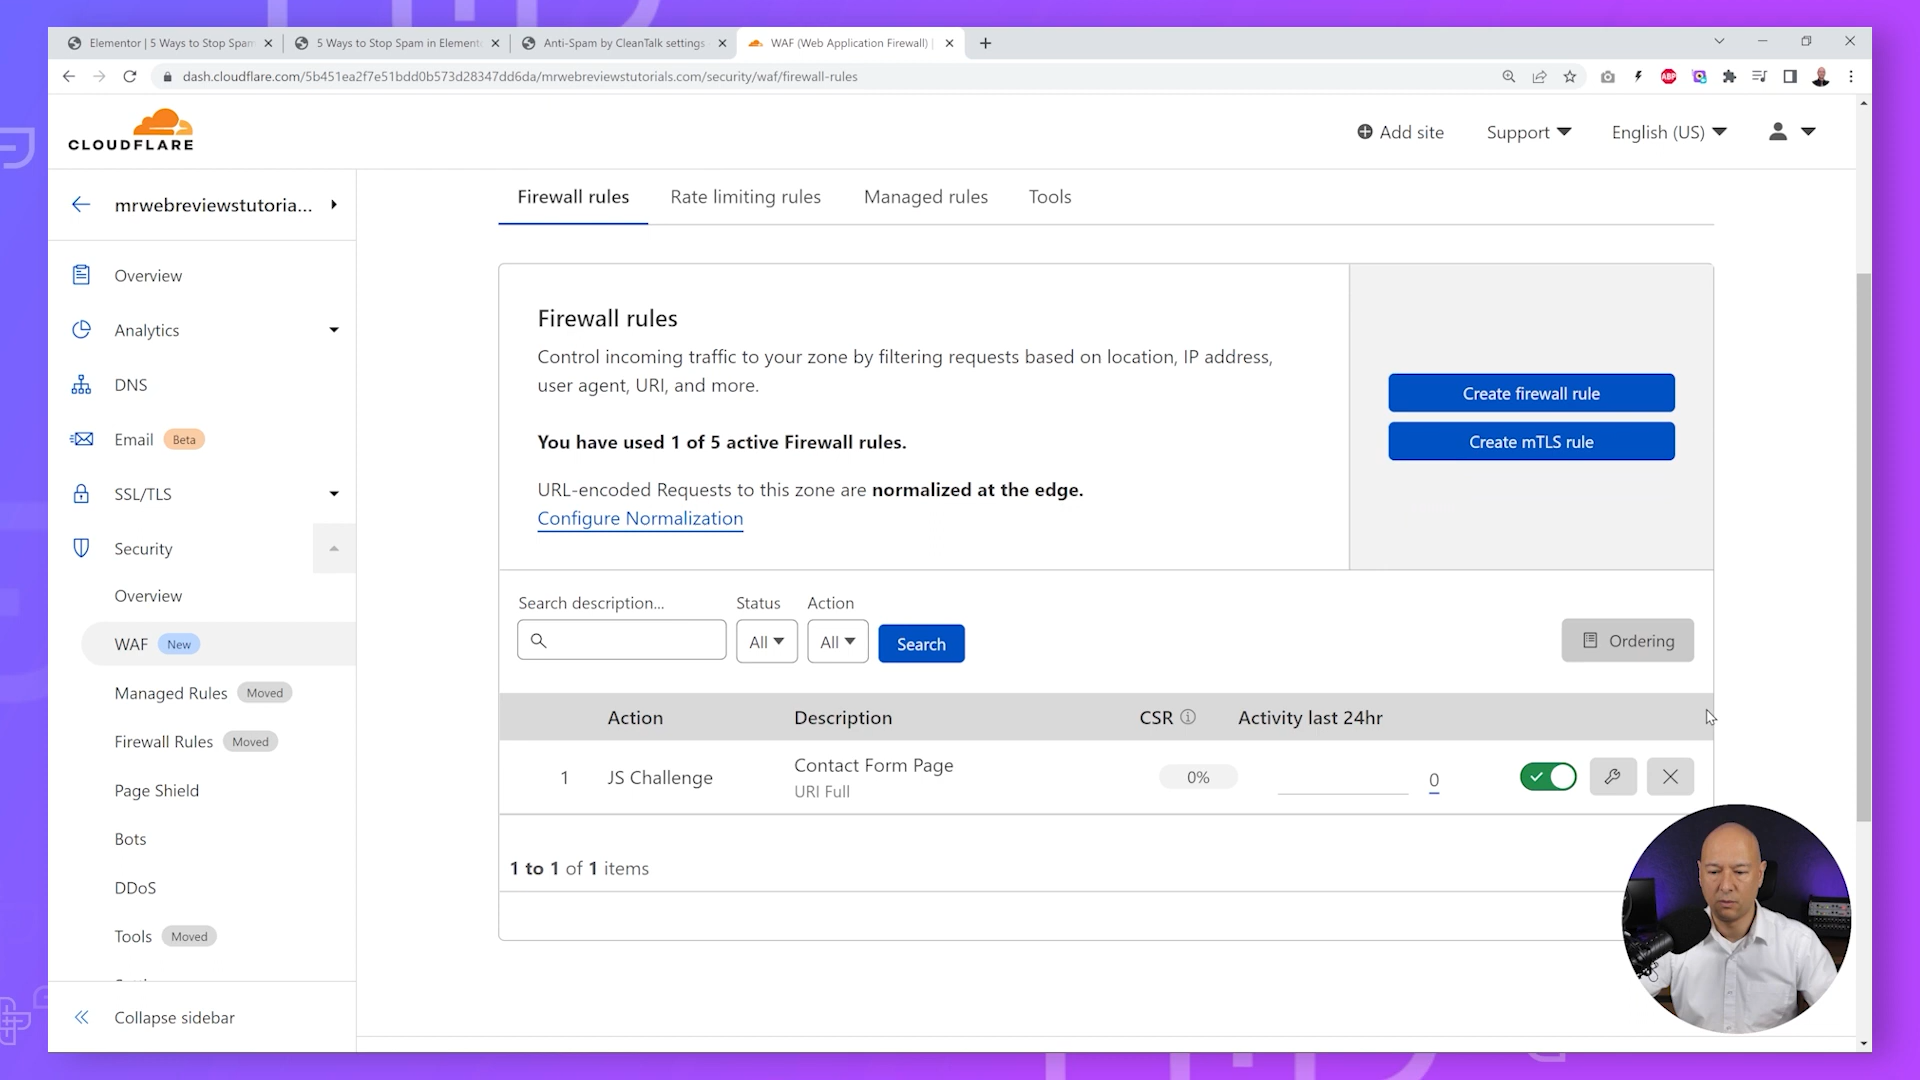 Elementor | 5 Ways to Stop Spam
5 Ways to Stop Spam in Element
Anti-Spam by CleanTalk settings
WAF (Web Application Firewall) |
dash.cloudflare.com/5b451ea2f7e51bdd0b573d28347dd6da/mrwebreviewstutorials.com/security/waf/firewall-rules
ABP
CLOUDFLARE
Add site
Support
English (US)
mrwebreviewstutoria...
Overview
Analytics
DNS
Email Beta
SSL/TLS
Security
Overview
WAF New
Managed Rules Moved
Firewall Rules Moved
Page Shield
Bots
DDoS
Tools Moved
Collapse sidebar
Firewall rules
Rate limiting rules
Managed rules
Tools
Firewall rules
Control incoming traffic to your zone by filtering requests based on location, IP address,
user agent, URI, and more.
You have used 1 of 5 active Firewall rules.
URL-encoded Requests to this zone are normalized at the edge.
Configure Normalization
Create firewall rule
Create mTLS rule
Search description...
Status
Action
All
All
Search
Ordering
Action
Description
CSR
Activity last 24hr
1
JS Challenge
Contact Form Page
URI Full
0%
0
1 to 1 of 1 items